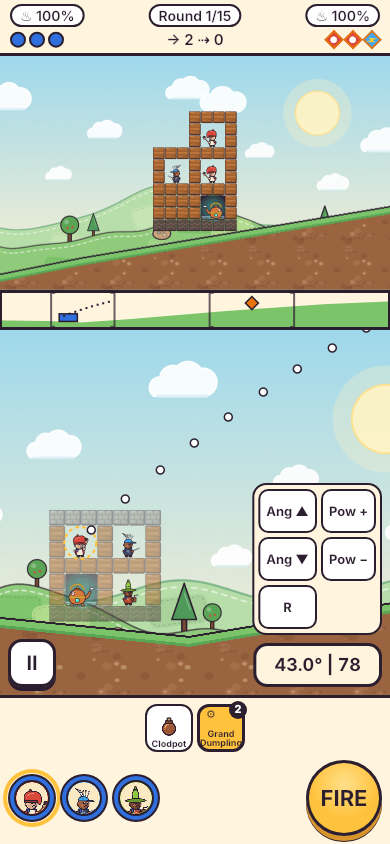 ♨ 100%
Round 1/15
♨ 100%
→ 2 ⇢ 0
Ang ▲
Pow +
Ang ▼
Pow −
R
43.0° | 78
2
Clodpot
Grand
Dumpling
FIRE